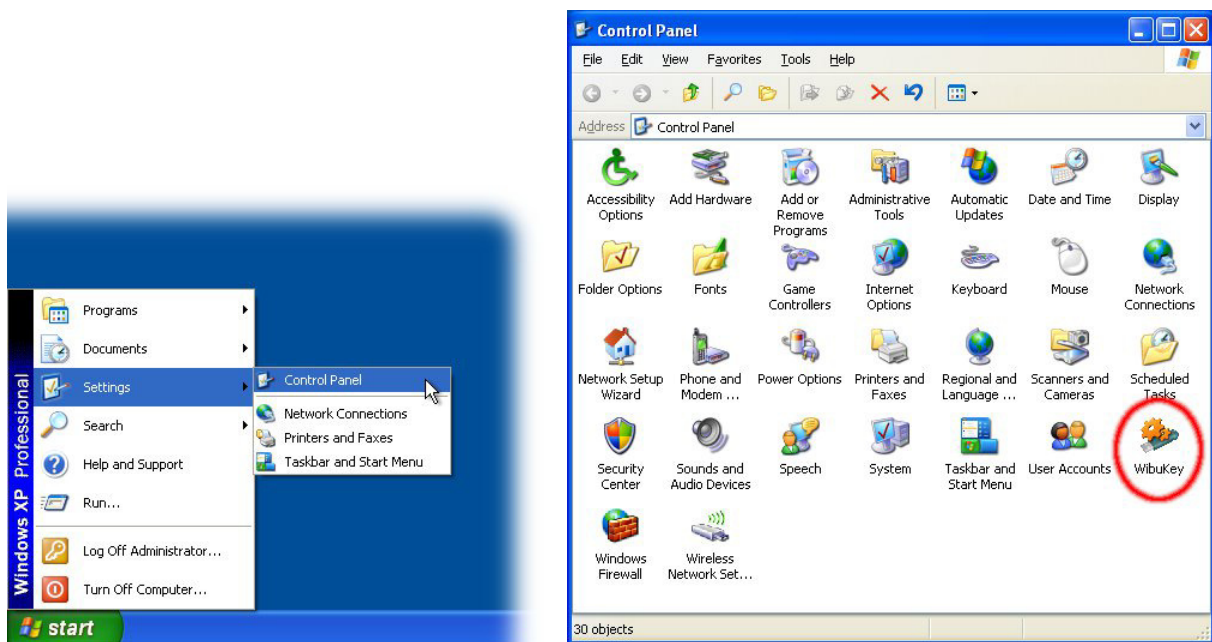 Programs
Documents
Settings
Search
Help and Support
Run...
Log Off Administrator...
Turn Off Computer...
Windows XP Professional
start
Control Panel
Network Connections
Printers and Faxes
Taskbar and Start Menu
Control Panel
File Edit View Favorites Tools Help
Address Control Panel
Accessibility Options
Add Hardware
Add or Remove Programs
Administrative Tools
Automatic Updates
Date and Time
Display
Folder Options
Fonts
Game Controllers
Internet Options
Keyboard
Mouse
Network Connections
Network Setup Wizard
Phone and Modem ...
Power Options
Printers and Faxes
Regional and Language ...
Scanners and Cameras
Scheduled Tasks
Security Center
Sounds and Audio Devices
Speech
System
Taskbar and Start Menu
User Accounts
WibuKey
Windows Firewall
Wireless Network Set...
30 objects